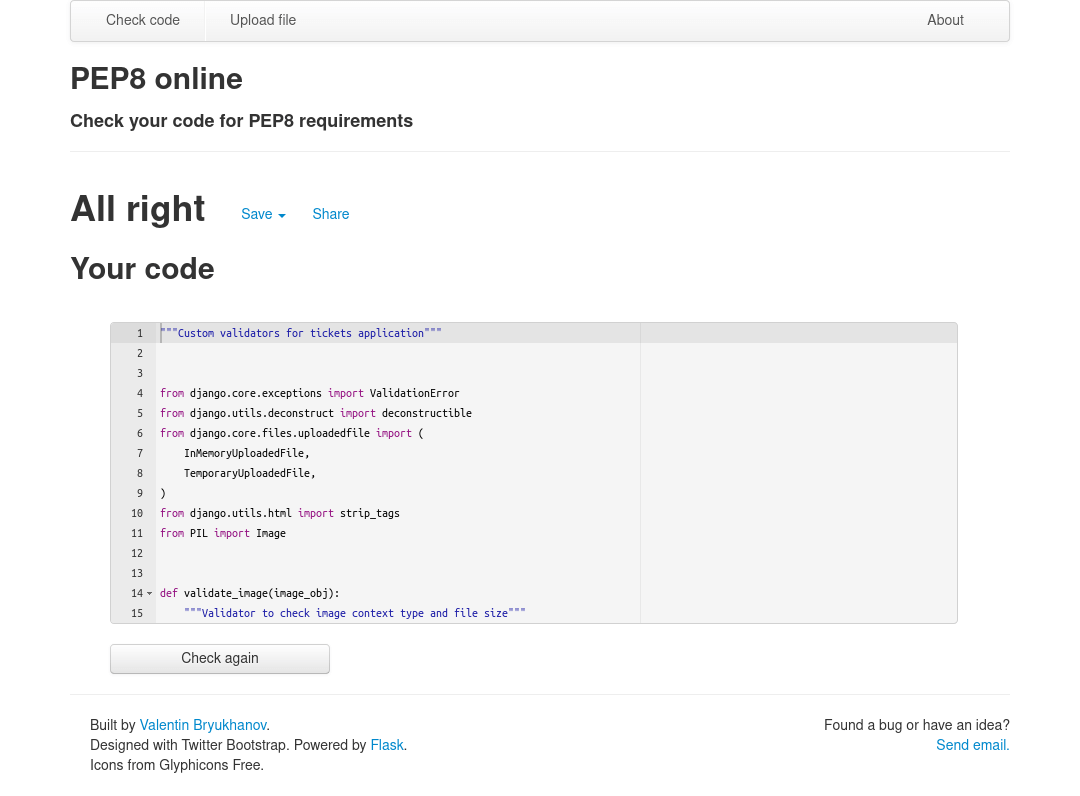 Check code Upload file About
PEP8 online
Check your code for PEP8 requirements
All right Save Share
Your code
1 """Custom validators for tickets application"""
2
3
4 from django.core.exceptions import ValidationError
5 from django.utils.deconstruct import deconstructible
6 from django.core.files.uploadedfile import (
7 InMemoryUploadedFile,
8 TemporaryUploadedFile,
9 )
10 from django.utils.html import strip_tags
11 from PIL import Image
12
13
14 def validate_image(image_obj):
15 """Validator to check image context type and file size"""
Check again
Built by Valentin Bryukhanov. Found a bug or have an idea?
Designed with Twitter Bootstrap. Powered by Flask. Send email.
Icons from Glyphicons Free.